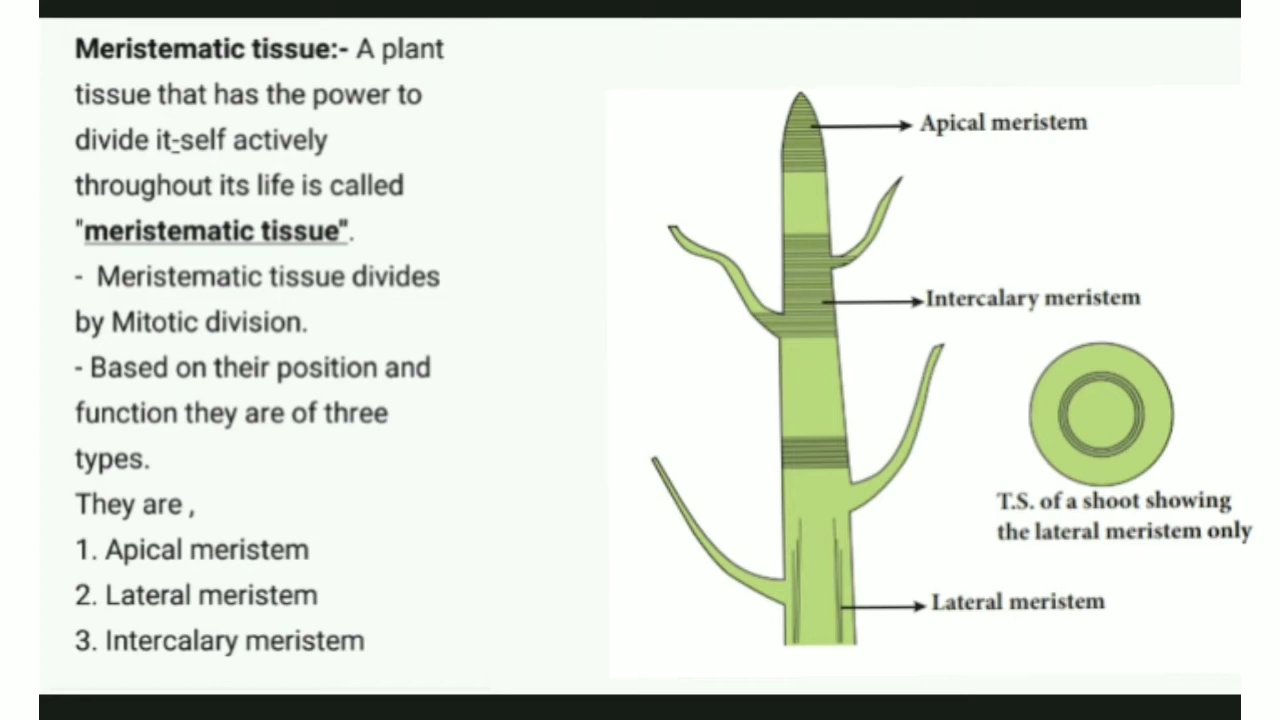 Meristematic tissue:- A plant
tissue that has the power to
divide it-self actively
throughout its life is called
"meristematic tissue".
- Meristematic tissue divides
by Mitotic division.
- Based on their position and
function they are of three
types.
They are ,
1. Apical meristem
2. Lateral meristem
3. Intercalary meristem
Apical meristem
Intercalary meristem
T.S. of a shoot showing
the lateral meristem only
Lateral meristem